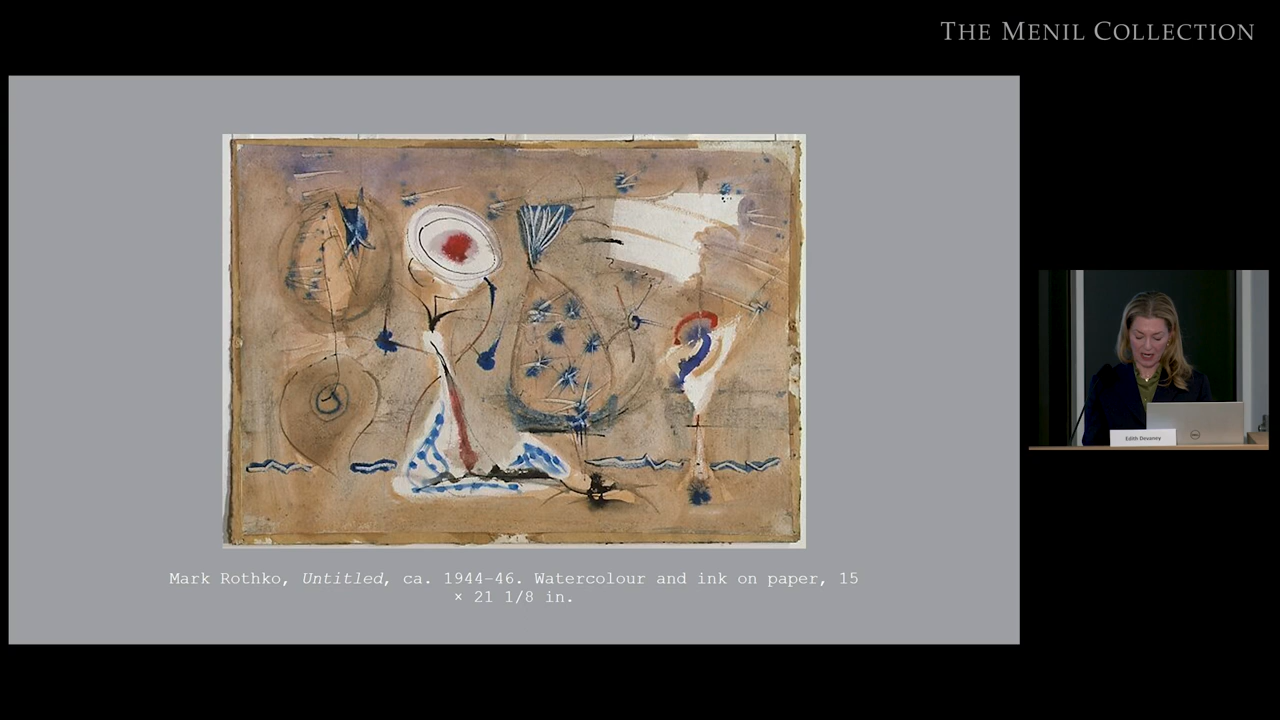 THE MENIL COLLECTION
Mark Rothko, Untitled, ca. 1944–46. Watercolour and ink on paper, 15
× 21 1/8 in.
Edith Devaney
DELL